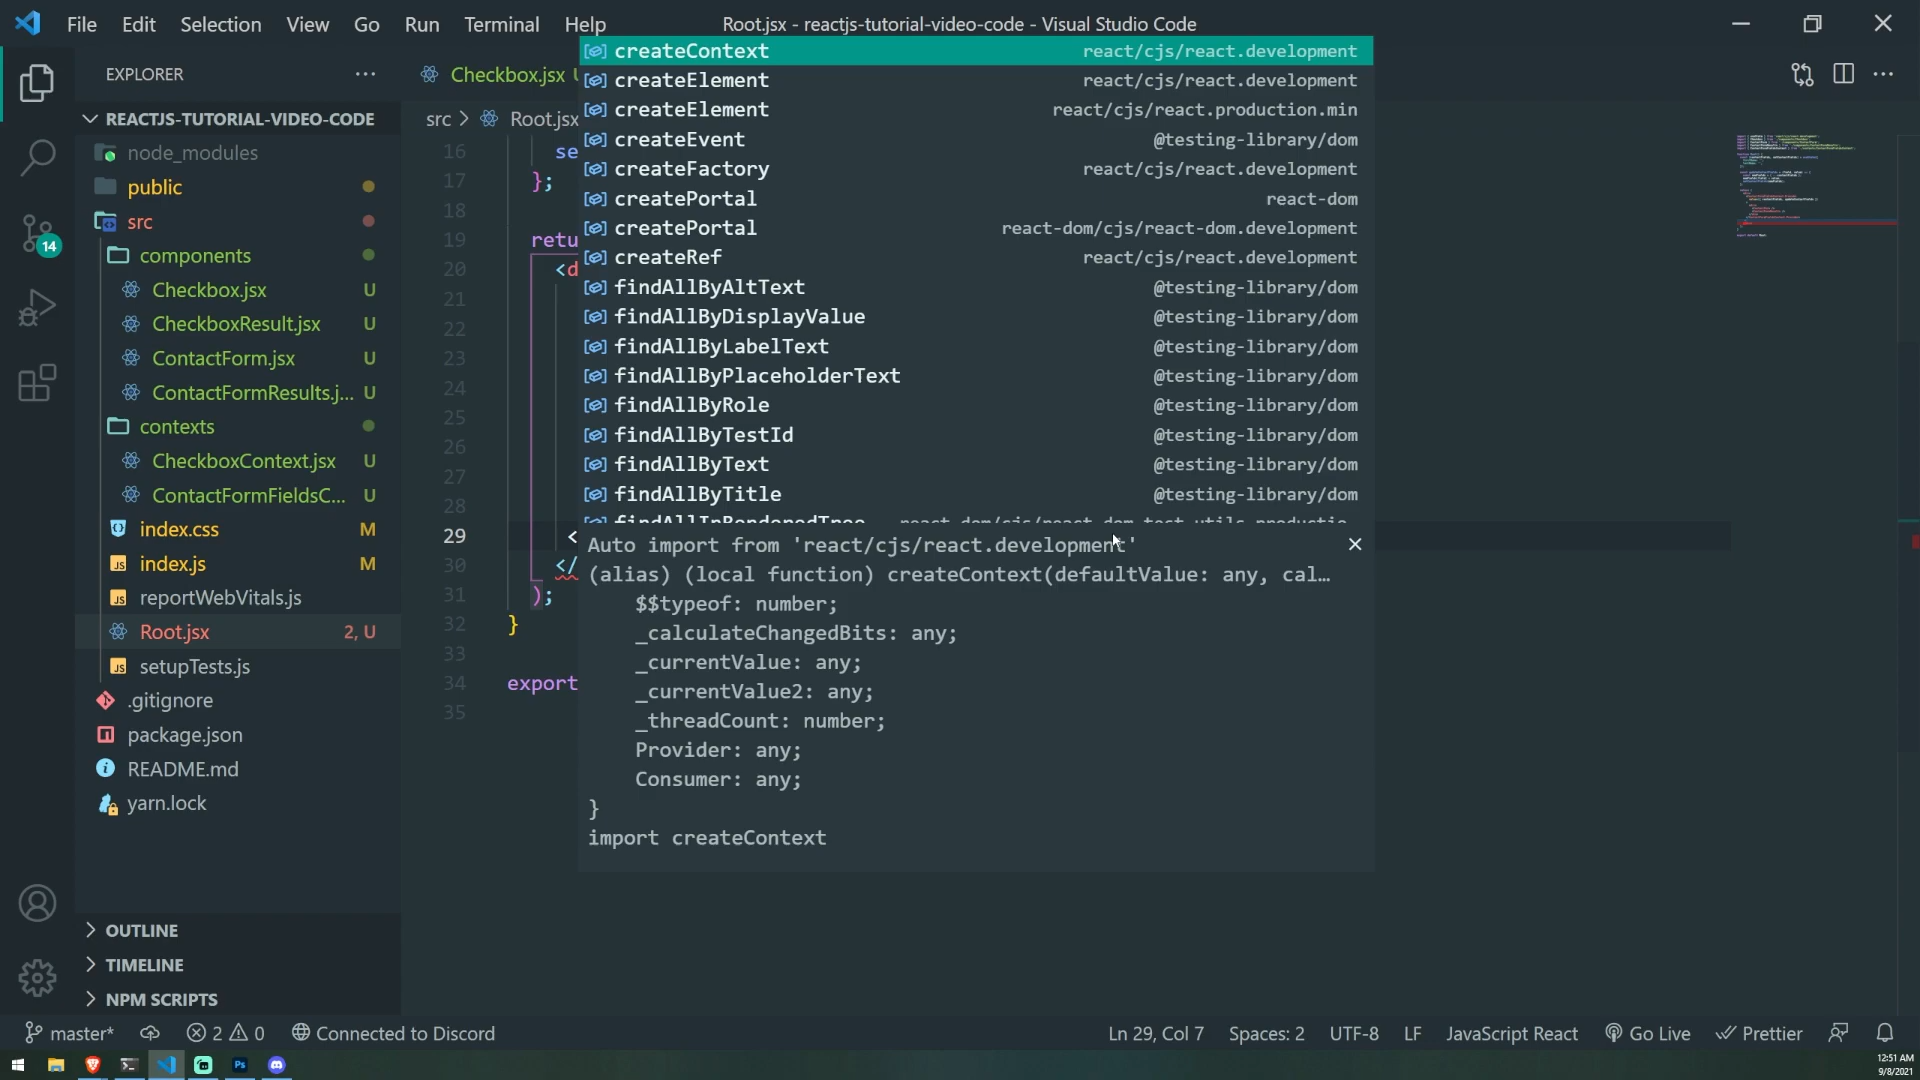 File Edit Selection View Go Run Terminal Help
Root.jsx - reactjs-tutorial-video-code - Visual Studio Code
EXPLORER
REACTJS-TUTORIAL-VIDEO-CODE
node_modules
public
src
components
Checkbox.jsx U
CheckboxResult.jsx U
ContactForm.jsx U
ContactFormResults.j... U
contexts
CheckboxContext.jsx U
ContactFormFieldsC... U
index.css M
index.js M
reportWebVitals.js
Root.jsx 2, U
setupTests.js
.gitignore
package.json
README.md
yarn.lock
OUTLINE
TIMELINE
NPM SCRIPTS
14
Checkbox.jsx
src > Root.jsx
16 se
17 };
18
19 retu
20 <d
21
22
23
24
25
26
27
28
29 <
30 </
31 );
32 }
33
34 export
35
createContext react/cjs/react.development
createElement react/cjs/react.development
createElement react/cjs/react.production.min
createEvent @testing-library/dom
createFactory react/cjs/react.development
createPortal react-dom
createPortal react-dom/cjs/react-dom.development
createRef react/cjs/react.development
findAllByAltText @testing-library/dom
findAllByDisplayValue @testing-library/dom
findAllByLabelText @testing-library/dom
findAllByPlaceholderText @testing-library/dom
findAllByRole @testing-library/dom
findAllByTestId @testing-library/dom
findAllByText @testing-library/dom
findAllByTitle @testing-library/dom
Auto import from 'react/cjs/react.development'
(alias) (local function) createContext(defaultValue: any, cal...
$$typeof: number;
_calculateChangedBits: any;
_currentValue: any;
_currentValue2: any;
_threadCount: number;
Provider: any;
Consumer: any;
}
import createContext
master* 2 0 Connected to Discord
Ln 29, Col 7 Spaces: 2 UTF-8 LF JavaScript React Go Live Prettier
12:51 AM
9/8/2021